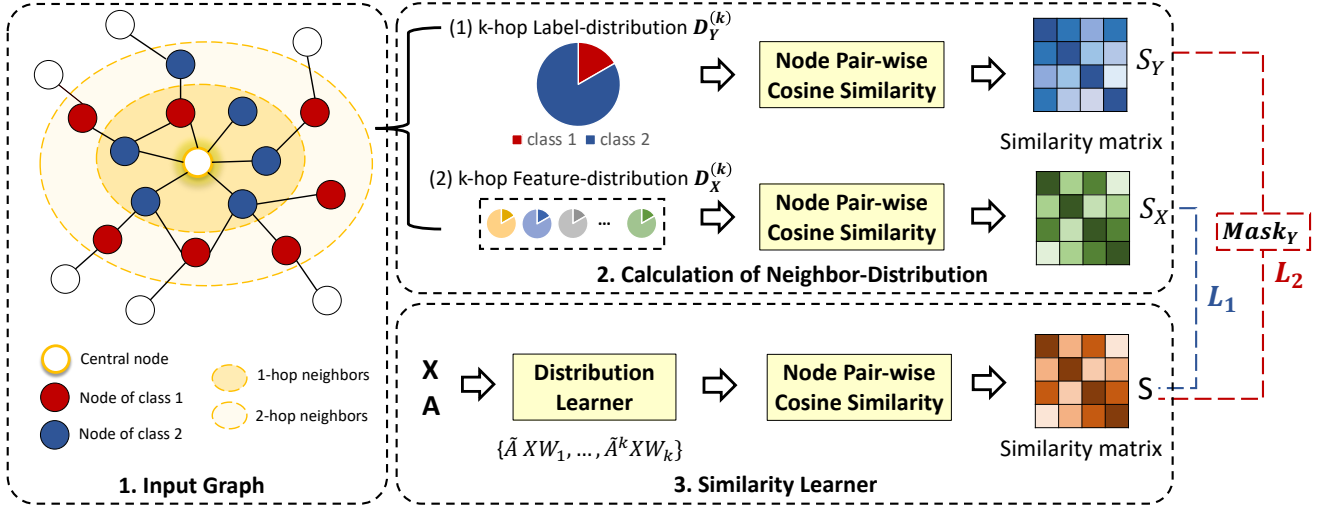 Central node
Node of class 1
Node of class 2
1-hop neighbors
2-hop neighbors
1. Input Graph
(1) k-hop Label-distribution $D_Y^{(k)}$
class 1 class 2
Node Pair-wise
Cosine Similarity
$S_Y$
Similarity matrix
(2) k-hop Feature-distribution $D_X^{(k)}$
...
Node Pair-wise
Cosine Similarity
$S_X$
2. Calculation of Neighbor-Distribution
$Mask_Y$
$L_1$
$L_2$
X
A
Distribution
Learner
$\{\tilde{A} XW_1, \ldots, \tilde{A}^k XW_k\}$
Node Pair-wise
Cosine Similarity
S
Similarity matrix
3. Similarity Learner